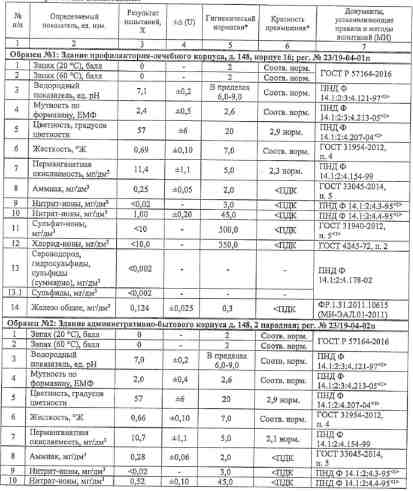 № п/п Определяемый показатель, ед. изм. Результат испытаний, X ±Δ (U) Гигиенический норматив* Кратность превышения* Документы, устанавливающие правила и методы испытаний (МИ)
1 2 3 4 5 6 7
Образец №1: Здание профилактория-лечебного корпуса, д. 148, корпус 16; рег. № 23/19-04-01п
1 Запах (20 °С), балл 0 - 2 Соотв. норм. ГОСТ Р 57164-2016
2 Запах (60 °С), балл 0 - 2 Соотв. норм.
3 Водородный показатель, ед. рН 7,1 ±0,2 В пределах 6,0-9,0 Соотв. норм. ПНД Ф 14.1:2:3:4.121-97
4 Мутность по формазину, ЕМФ 2,4 ±0,5 2,6 Соотв. норм. ПНД Ф 14.1:2:3:4.213-05
5 Цветность, градусов цветности 57 ±6 20 2,9 норм. ПНД Ф 14.1:2:4.207-04
6 Жесткость, °Ж 0,69 ±0,10 7,0 Соотв. норм. ГОСТ 31954-2012, п. 4
7 Перманганатная окисляемость, мг/дм³ 11,4 ±1,1 5,0 2,3 норм. ПНД Ф 14.1:2:4.154-99
8 Аммиак, мг/дм³ 0,25 ±0,05 2,0 <ПДК ГОСТ 33045-2014, п. 5
9 Нитрит-ионы, мг/дм³ <0,02 - 3,0 <ПДК ПНД Ф 14.1:2:4.3-95
10 Нитрат-ионы, мг/дм³ 1,00 ±0,20 45,0 <ПДК ПНД Ф 14.1:2:4.4-95
11 Сульфат-ионы, мг/дм³ <10 - 500,0 <ПДК ГОСТ 31940-2012, п. 5
12 Хлорид-ионы, мг/дм³ <10,0 - 350,0 <ПДК ГОСТ 4245-72, п. 2
13 Сероводород, гидросульфиды, сульфиды (суммарно), мг/дм³ <0,002 - - - ПНД Ф 14.1:2:4.178-02
13.1 Сульфиды, мг/дм³ <0,002 - - -
14 Железо общее, мг/дм³ 0,124 ±0,025 0,3 <ПДК ФР.1.31.2011.10615 (МИ-ЭАЛ.01-2011)
Образец №2: Здание административно-бытового корпуса д. 148, 2 парадная; рег. № 23/19-04-02п
1 Запах (20 °С), балл 0 - 2 Соотв. норм. ГОСТ Р 57164-2016
2 Запах (60 °С), балл 0 - 2 Соотв. норм.
3 Водородный показатель, ед. рН 7,0 ±0,2 В пределах 6,0-9,0 Соотв. норм. ПНД Ф 14.1:2:3:4.121-97
4 Мутность по формазину, ЕМФ 2,0 ±0,4 2,6 Соотв. норм. ПНД Ф 14.1:2:3:4.213-05
5 Цветность, градусов цветности 57 ±6 20 2,9 норм. ПНД Ф 14.1:2:4.207-04
6 Жесткость, °Ж 0,66 ±0,10 7,0 Соотв. норм. ГОСТ 31954-2012, п. 4
7 Перманганатная окисляемость, мг/дм³ 10,7 ±1,1 5,0 2,1 норм. ПНД Ф 14.1:2:4.154-99
8 Аммиак, мг/дм³ 0,28 ±0,06 2,0 <ПДК ГОСТ 33045-2014, п. 5
9 Нитрит-ионы, мг/дм³ <0,02 - 3,0 <ПДК ПНД Ф 14.1:2:4.3-95
10 Нитрат-ионы, мг/дм³ 0,52 ±0,10 45,0 <ПДК ПНД Ф 14.1:2:4.4-95